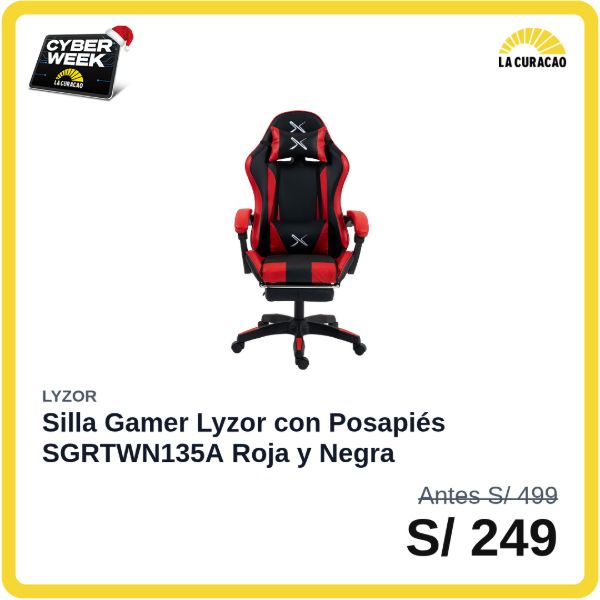 CYBER
WEEK
LA CURACAO
LA CURACAO
LYZOR
Silla Gamer Lyzor con Posapiés
SGRTWN135A Roja y Negra
Antes S/ 499
S/ 249